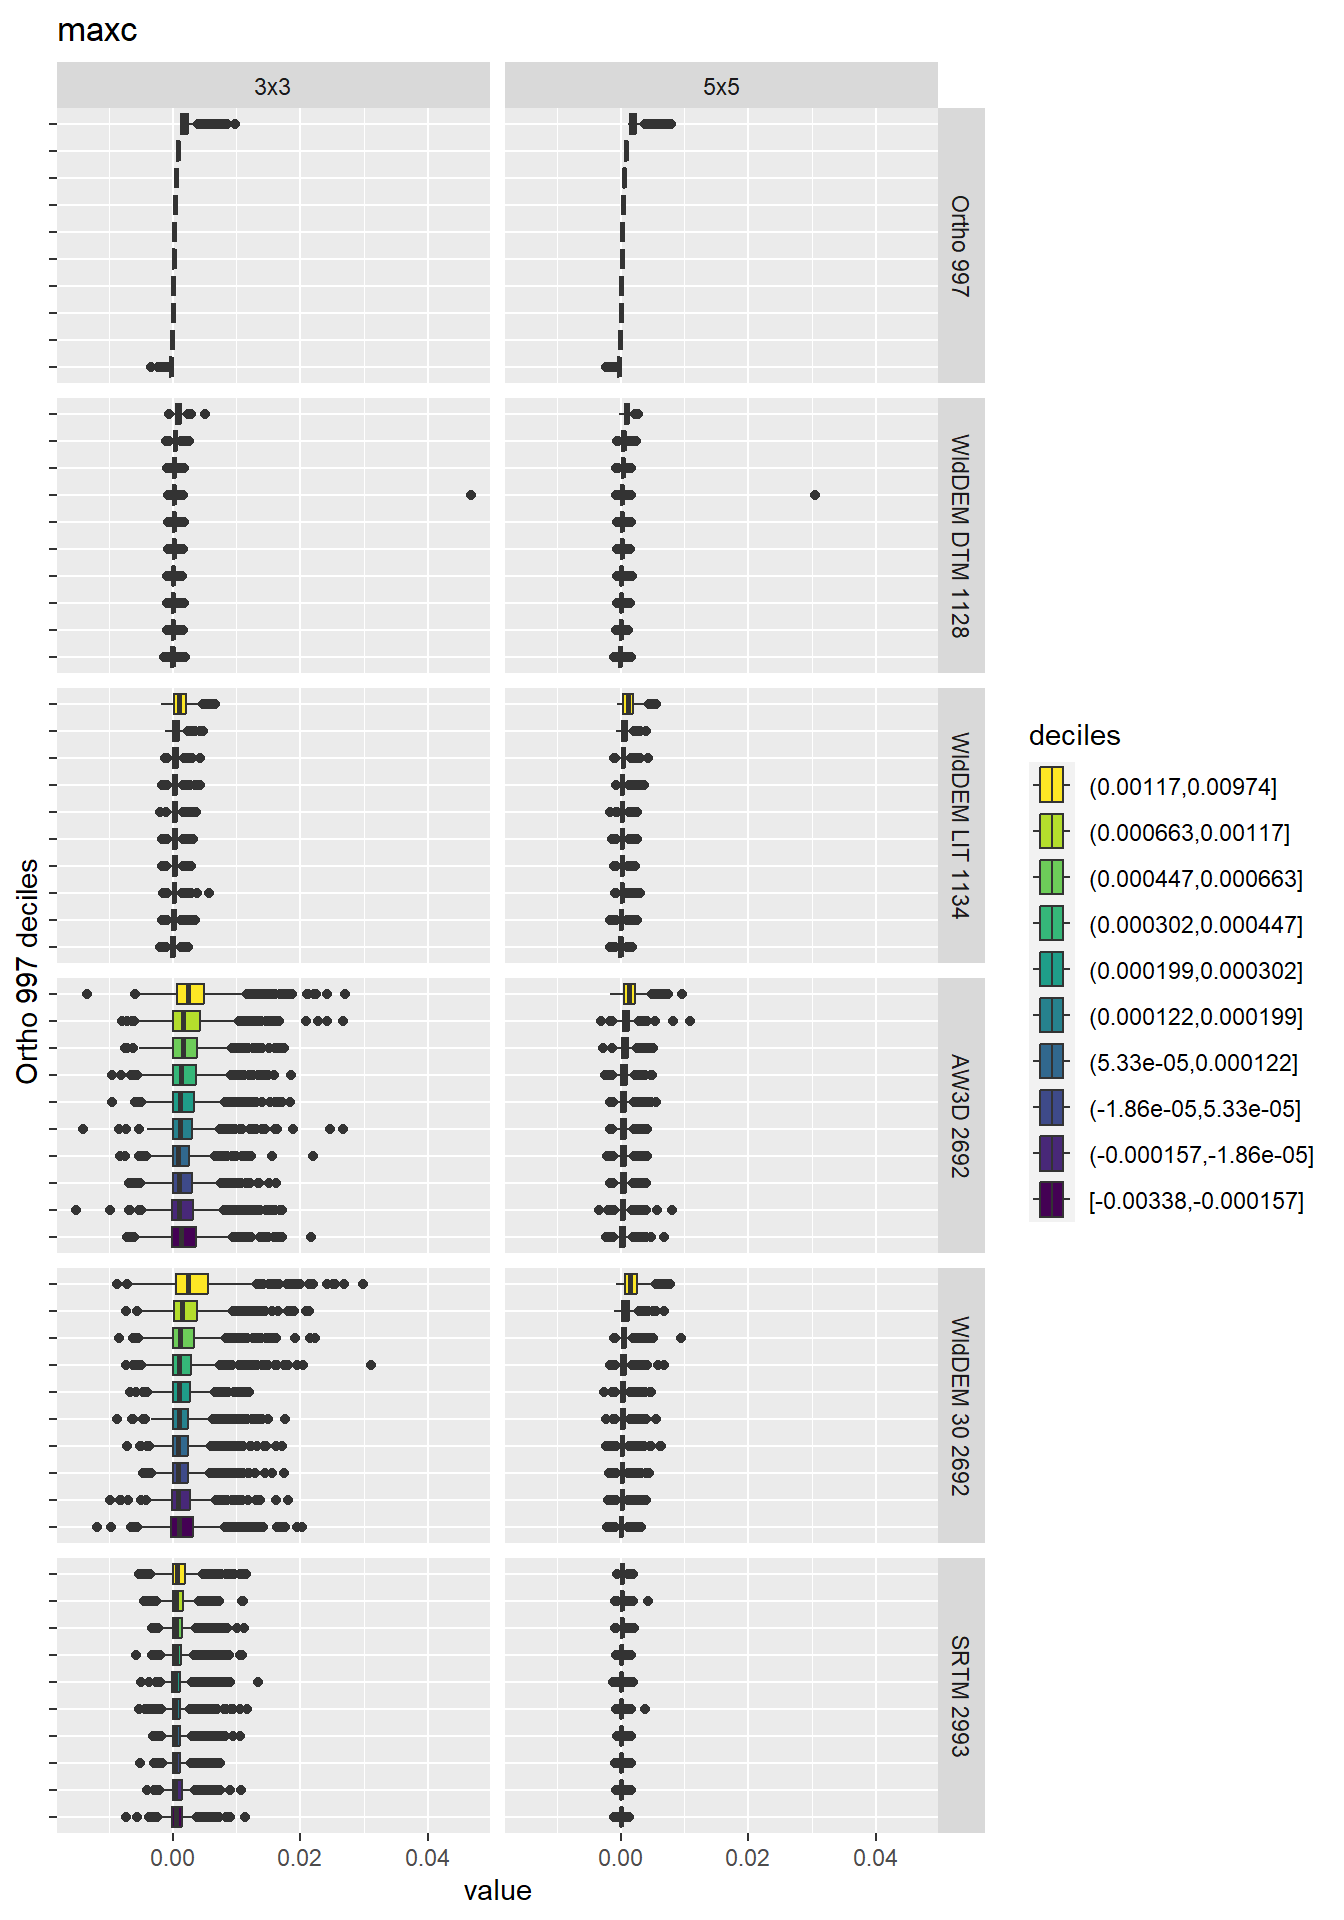 maxc
3x3
5x5
Ortho 997
WldDEM DTM 1128
WldDEM LIT 1134
AW3D 2692
WldDEM 30 2692
SRTM 2993
Ortho 997 deciles
0.00
0.02
0.04
0.00
0.02
0.04
value
deciles
(0.00117,0.00974]
(0.000663,0.00117]
(0.000447,0.000663]
(0.000302,0.000447]
(0.000199,0.000302]
(0.000122,0.000199]
(5.33e-05,0.000122]
(-1.86e-05,5.33e-05]
(-0.000157,-1.86e-05]
[-0.00338,-0.000157]